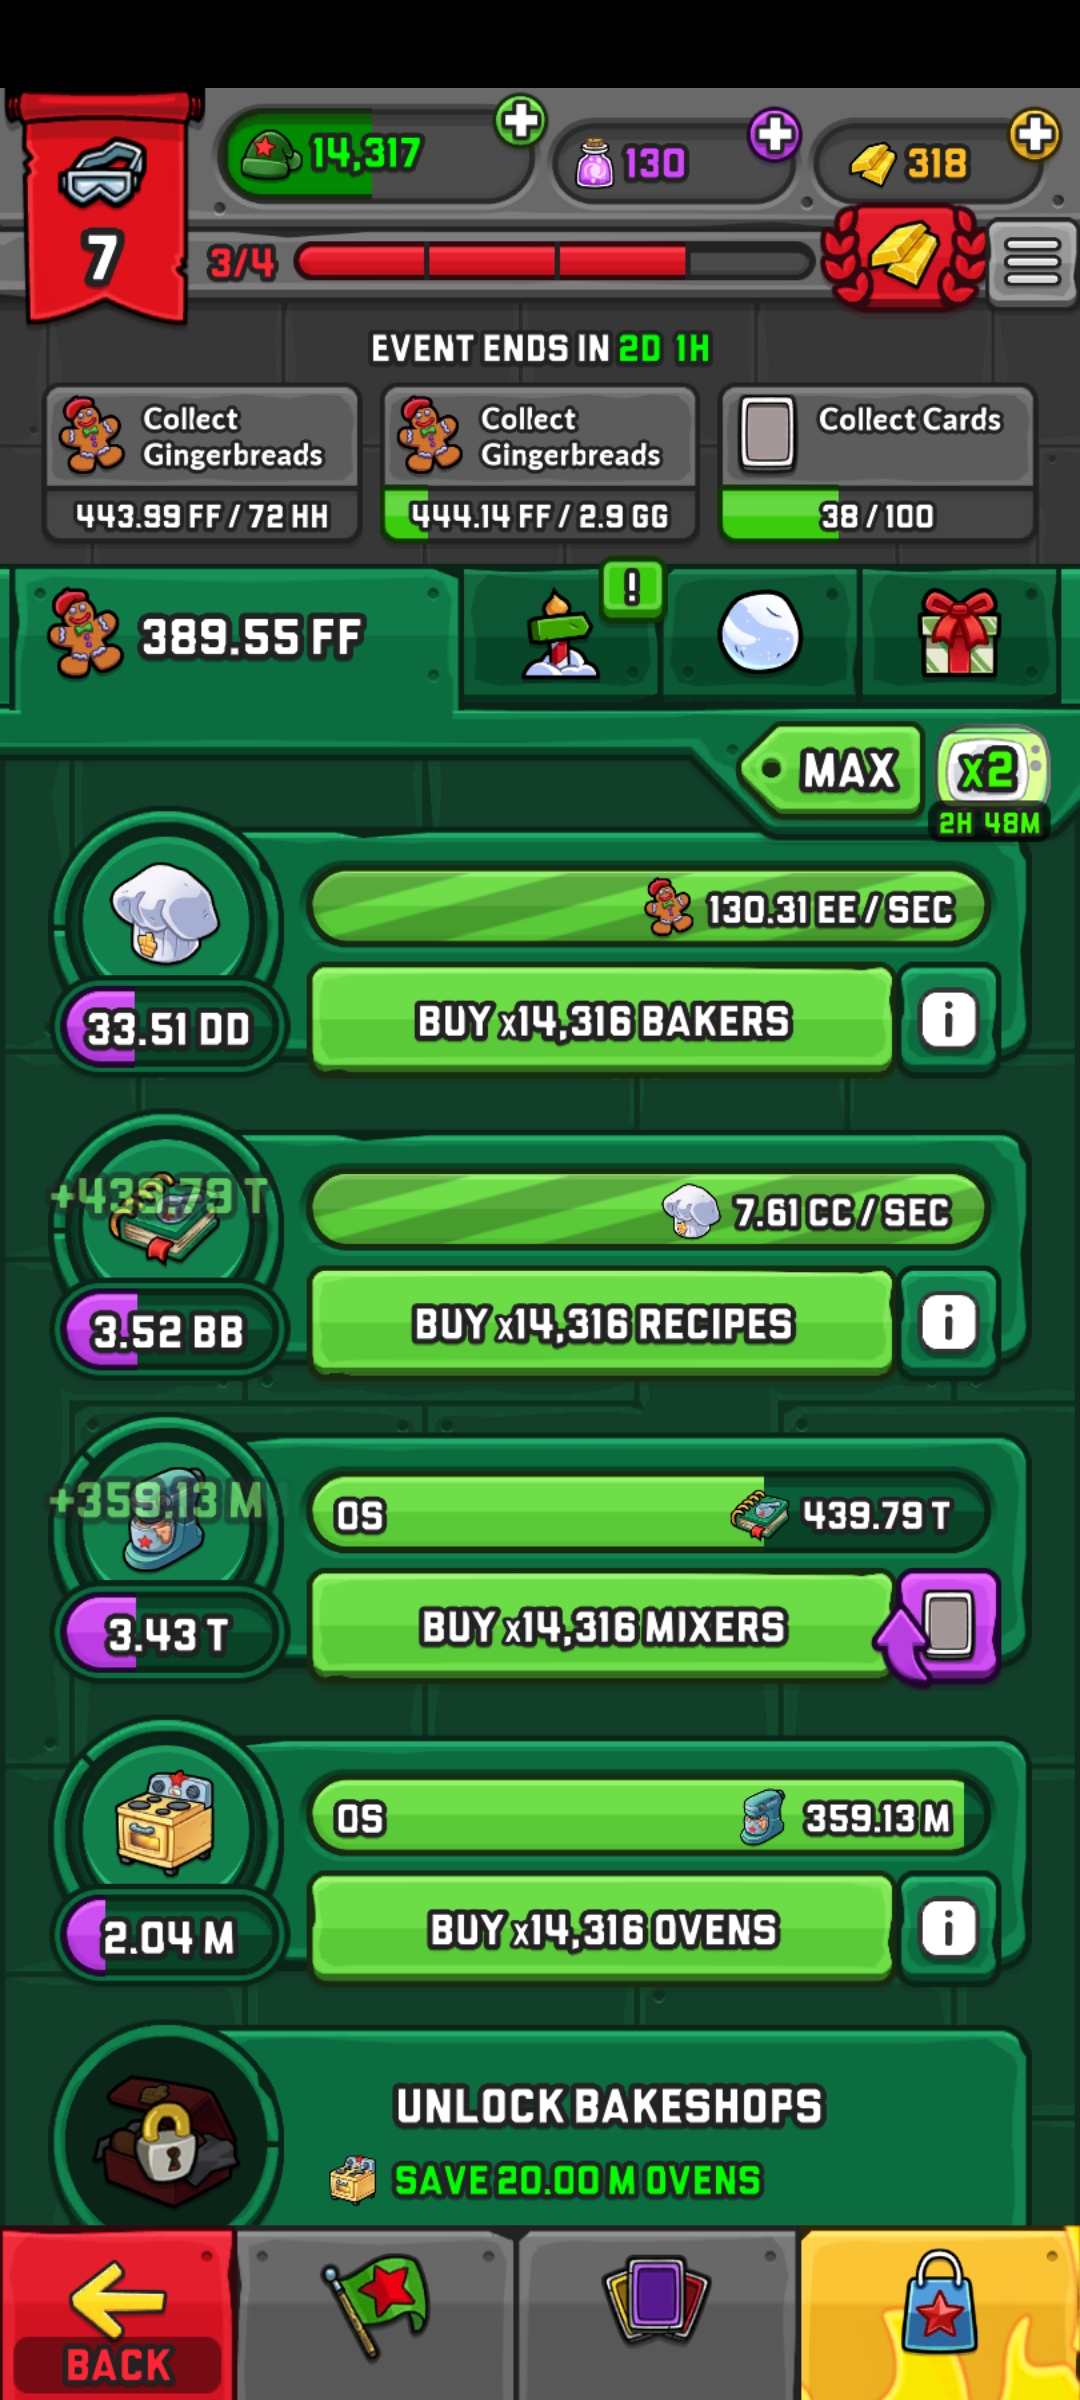 14,317
130
318
7
3/4
EVENT ENDS IN 2D 1H
Collect
Gingerbreads
443.99 FF / 72 HH
Collect
Gingerbreads
444.14 FF / 2.9 GG
Collect Cards
38 / 100
389.55 FF
!
MAX
x2
2H 48M
130.31 EE / SEC
33.51 DD
BUY x14,316 BAKERS
i
+439.79 T
7.61 CC / SEC
3.52 BB
BUY x14,316 RECIPES
i
+359.13 M
0S
439.79 T
3.43 T
BUY x14,316 MIXERS
0S
359.13 M
2.04 M
BUY x14,316 OVENS
i
UNLOCK BAKESHOPS
SAVE 20.00 M OVENS
BACK